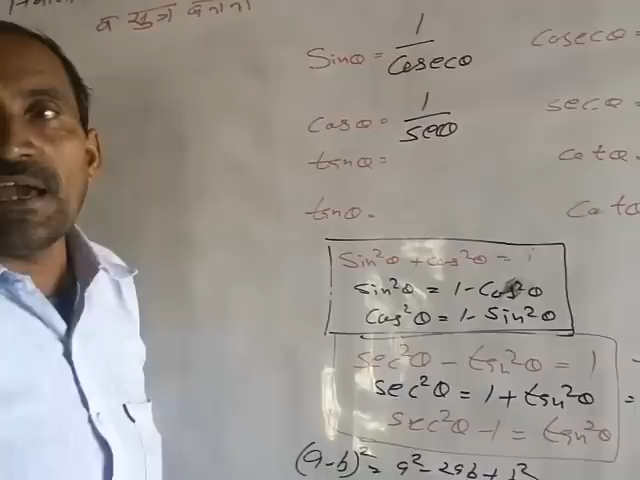 व सुत्र बनाना
Sinθ = 1/Cosecθ
Cosecθ =
Cosθ = 1/Secθ
secθ =
tanθ =
Cotθ =
tanθ =
Cotθ
Sin²θ + cos²θ = 1
Sin²θ = 1 - Cos²θ
Cos²θ = 1 - Sin²θ
Sec²θ - tan²θ = 1
Sec²θ = 1 + tan²θ =
Sec²θ - 1 = tan²θ
(a-b)² = a² - 2ab + b²